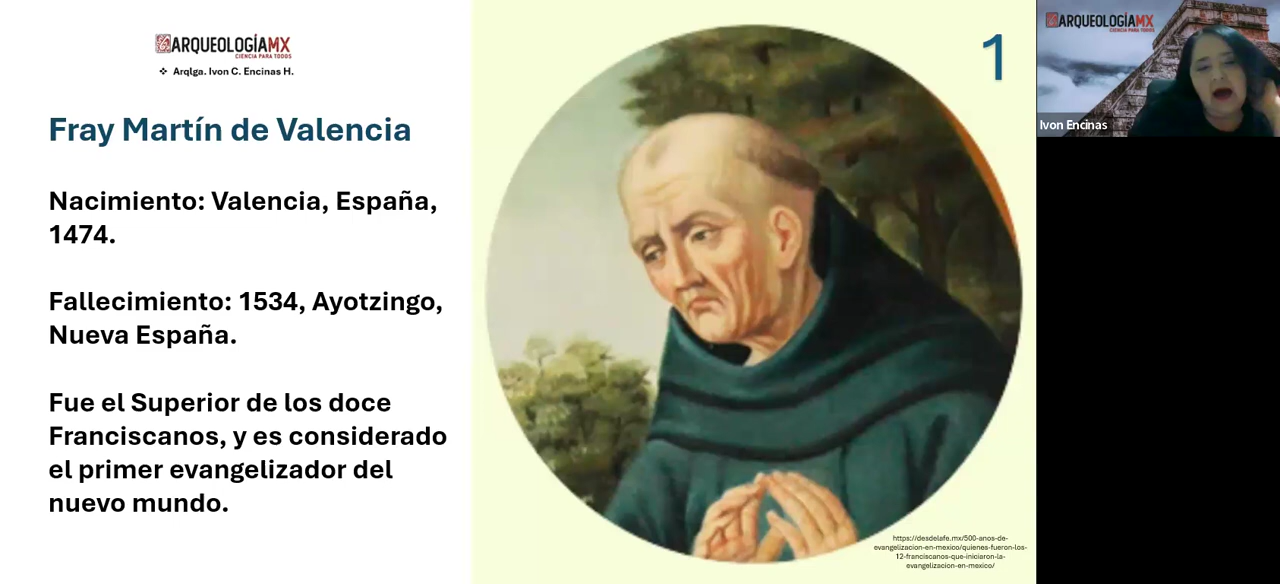 ARQUEOLOGÍAMX
CIENCIA PARA TODOS
❖ Arqlga. Ivon C. Encinas H.
Fray Martín de Valencia
Nacimiento: Valencia, España,
1474.
Fallecimiento: 1534, Ayotzingo,
Nueva España.
Fue el Superior de los doce
Franciscanos, y es considerado
el primer evangelizador del
nuevo mundo.
1
https://desdelafe.mx/500-anos-de-
evangelizacion-en-mexico/quienes-fueron-los-
12-franciscanos-que-iniciaron-la-
evangelizacion-en-mexico/
ARQUEOLOGÍAMX
CIENCIA PARA TODOS
Ivon Encinas